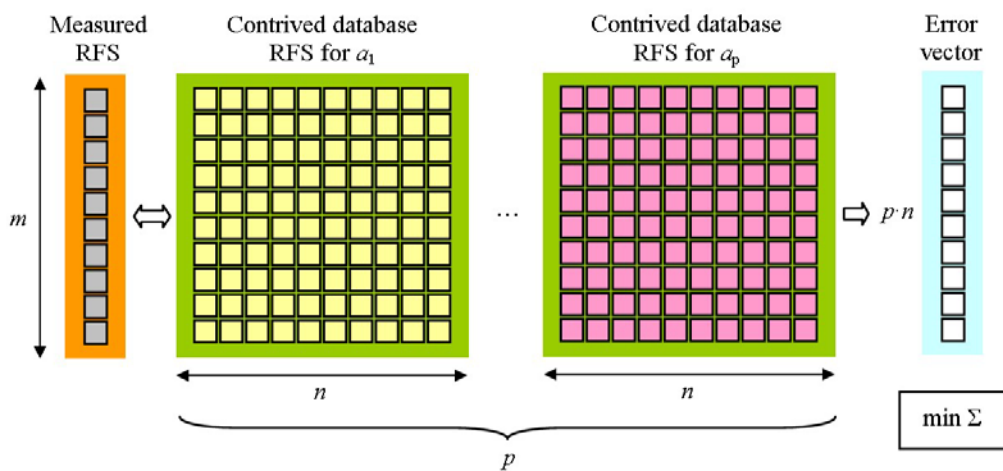 Measured
RFS
Contrived database
RFS for a₁
Contrived database
RFS for aₚ
Error
vector
m
...
p·n
n
n
p
min Σ